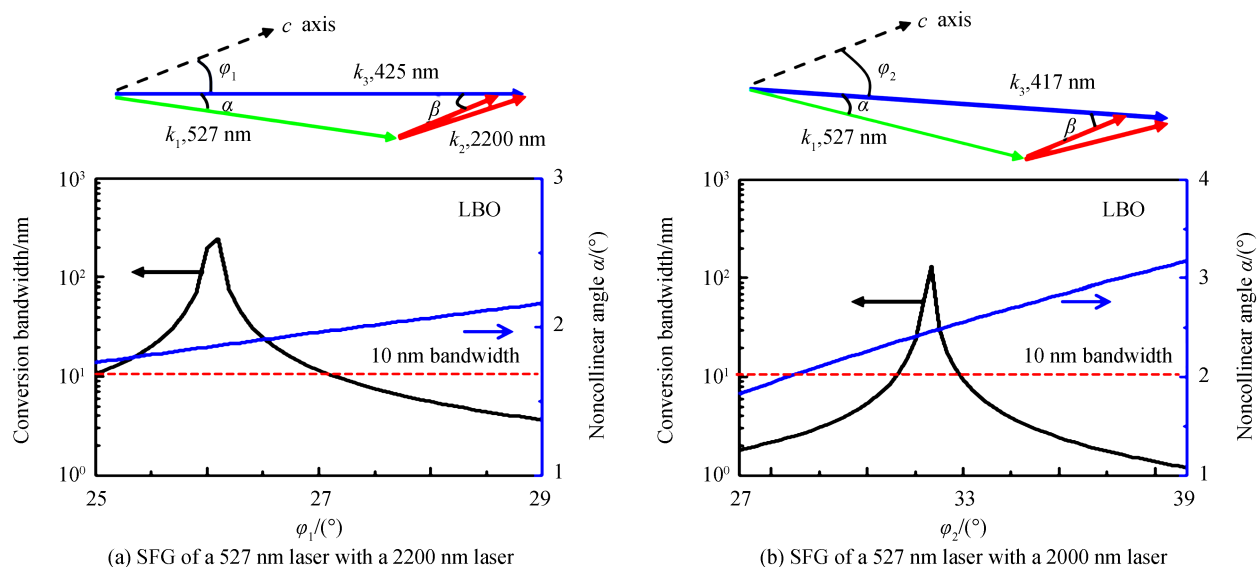 c axis
φ₁
k₃,425 nm
α
β
k₁,527 nm
k₂,2200 nm
10³
10²
10¹
10⁰
Conversion bandwidth/nm
LBO
10 nm bandwidth
3
2
1
Noncollinear angle α/(°)
25
27
29
φ₁/(°)
(a) SFG of a 527 nm laser with a 2200 nm laser
c axis
φ₂
k₃,417 nm
α
β
k₁,527 nm
10³
10²
10¹
10⁰
Conversion bandwidth/nm
LBO
10 nm bandwidth
4
3
2
1
Noncollinear angle α/(°)
27
33
39
φ₂/(°)
(b) SFG of a 527 nm laser with a 2000 nm laser